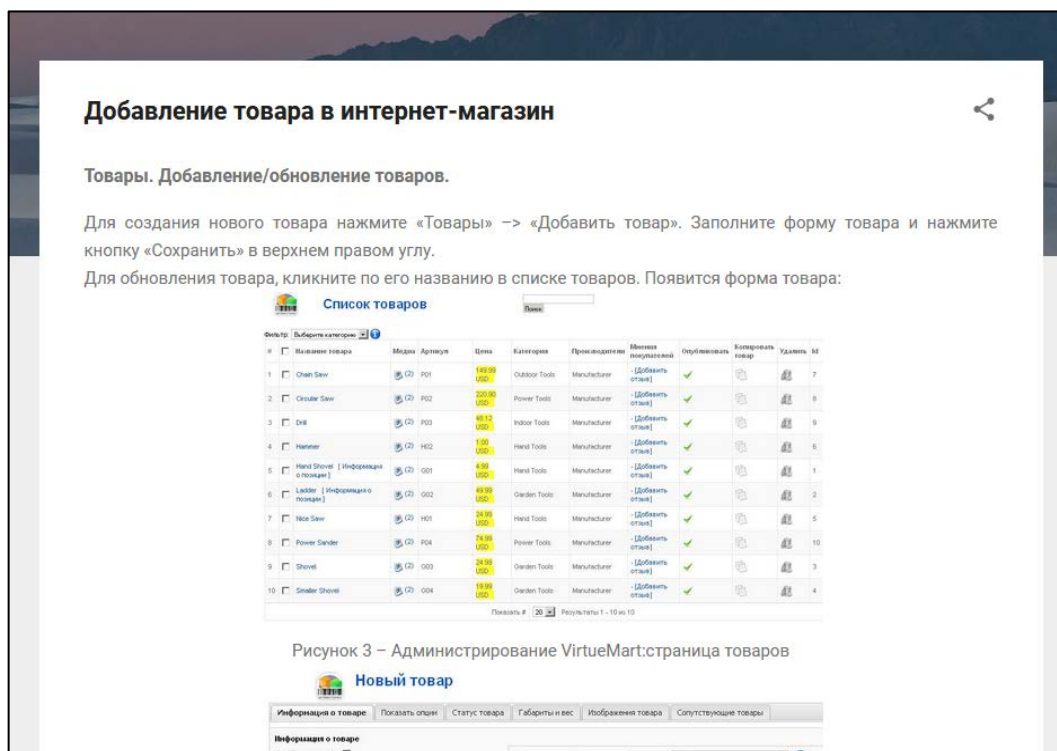 Добавление товара в интернет-магазин
Товары. Добавление/обновление товаров.
Для создания нового товара нажмите «Товары» –> «Добавить товар». Заполните форму товара и нажмите
кнопку «Сохранить» в верхнем правом углу.
Для обновления товара, кликните по его названию в списке товаров. Появится форма товара:
Список товаров
Поиск
Фильтр: Выберите категорию
# Название товара Медиа Артикул Цена Категория Производители Мнения покупателей Опубликовать Копировать товар Удалить Id
1 Chain Saw (2) P01 149.99 USD Outdoor Tools Manufacturer - [Добавить отзыв] 7
2 Circular Saw (2) P02 220.90 USD Power Tools Manufacturer - [Добавить отзыв] 8
3 Drill (2) P03 48.12 USD Indoor Tools Manufacturer - [Добавить отзыв] 9
4 Hammer (2) H02 1.00 USD Hand Tools Manufacturer - [Добавить отзыв] 6
5 Hand Shovel [ Информация о позиции ] (2) G01 4.99 USD Hand Tools Manufacturer - [Добавить отзыв] 1
6 Ladder [ Информация о позиции ] (2) G02 49.99 USD Garden Tools Manufacturer - [Добавить отзыв] 2
7 Nice Saw (2) H01 24.99 USD Hand Tools Manufacturer - [Добавить отзыв] 5
8 Power Sander (2) P04 74.99 USD Power Tools Manufacturer - [Добавить отзыв] 10
9 Shovel (2) G03 24.99 USD Garden Tools Manufacturer - [Добавить отзыв] 3
10 Smaller Shovel (2) G04 19.99 USD Garden Tools Manufacturer - [Добавить отзыв] 4
Показать # 20 Результаты 1 - 10 из 10
Рисунок 3 – Администрирование VirtueMart:страница товаров
Новый товар
Информация о товаре Показать опции Статус товара Габариты и вес Изображения товара Сопутствующие товары
Информация о товаре